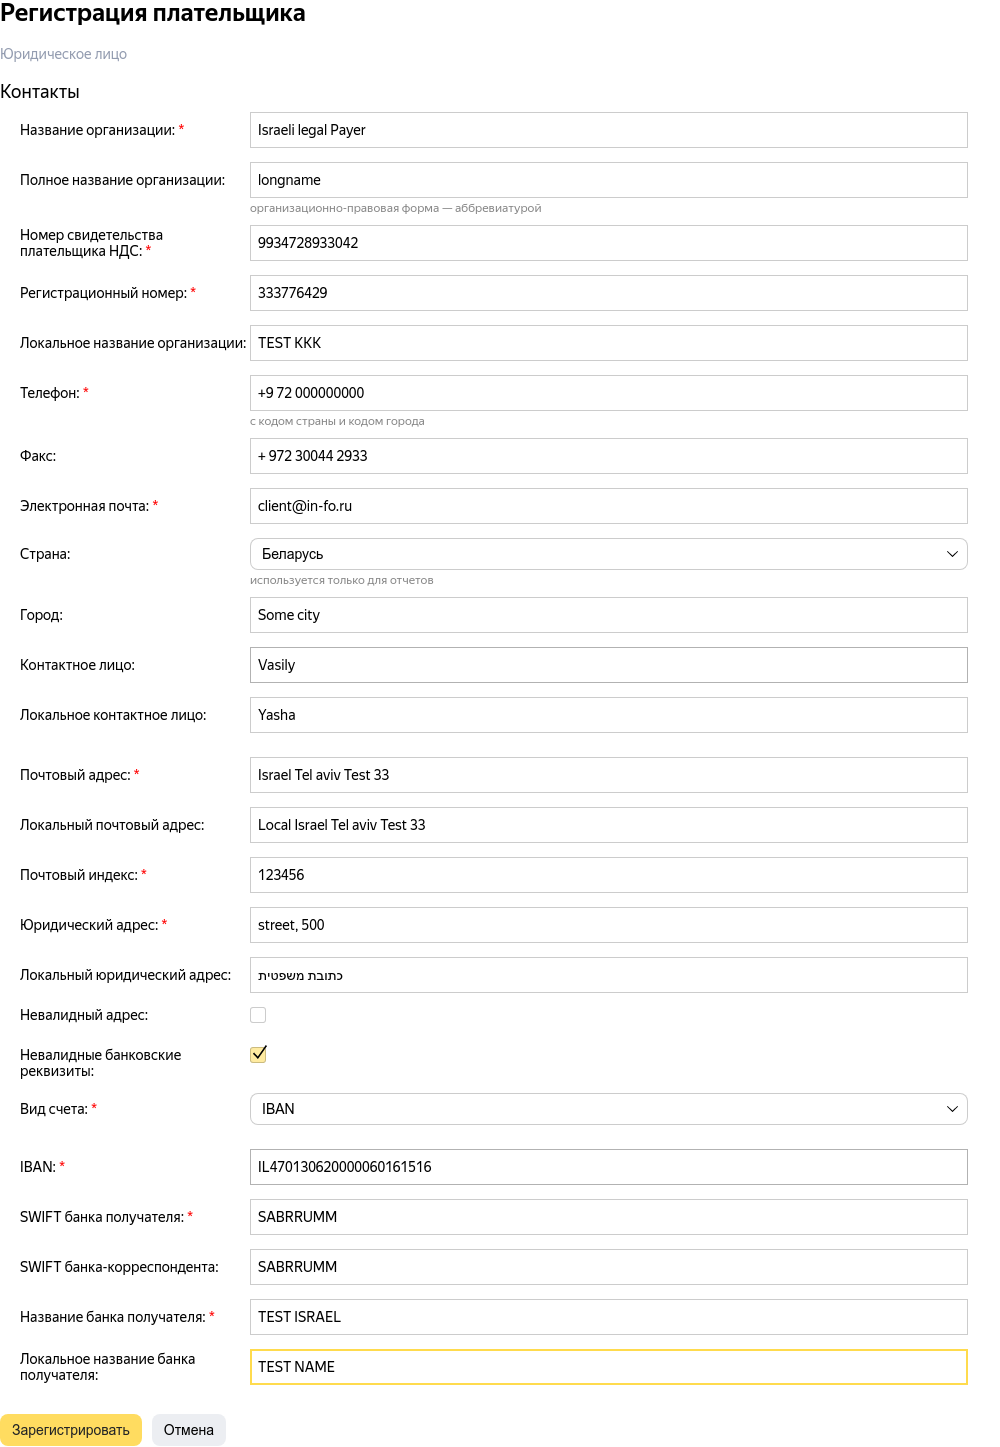 Регистрация плательщика
Юридическое лицо
Контакты
Название организации: * Israeli legal Payer
Полное название организации: longname
организационно-правовая форма — аббревиатурой
Номер свидетельства
плательщика НДС: * 9934728933042
Регистрационный номер: * 333776429
Локальное название организации: TEST KKK
Телефон: * +9 72 000000000
с кодом страны и кодом города
Факс: + 972 30044 2933
Электронная почта: * client@in-fo.ru
Страна: Беларусь
используется только для отчетов
Город: Some city
Контактное лицо: Vasily
Локальное контактное лицо: Yasha
Почтовый адрес: * Israel Tel aviv Test 33
Локальный почтовый адрес: Local Israel Tel aviv Test 33
Почтовый индекс: * 123456
Юридический адрес: * street, 500
Локальный юридический адрес: כתובת משפטית
Невалидный адрес:
Невалидные банковские
реквизиты:
Вид счета: * IBAN
IBAN: * IL470130620000060161516
SWIFT банка получателя: * SABRRUMM
SWIFT банка-корреспондента: SABRRUMM
Название банка получателя: * TEST ISRAEL
Локальное название банка
получателя: TEST NAME
Зарегистрировать Отмена